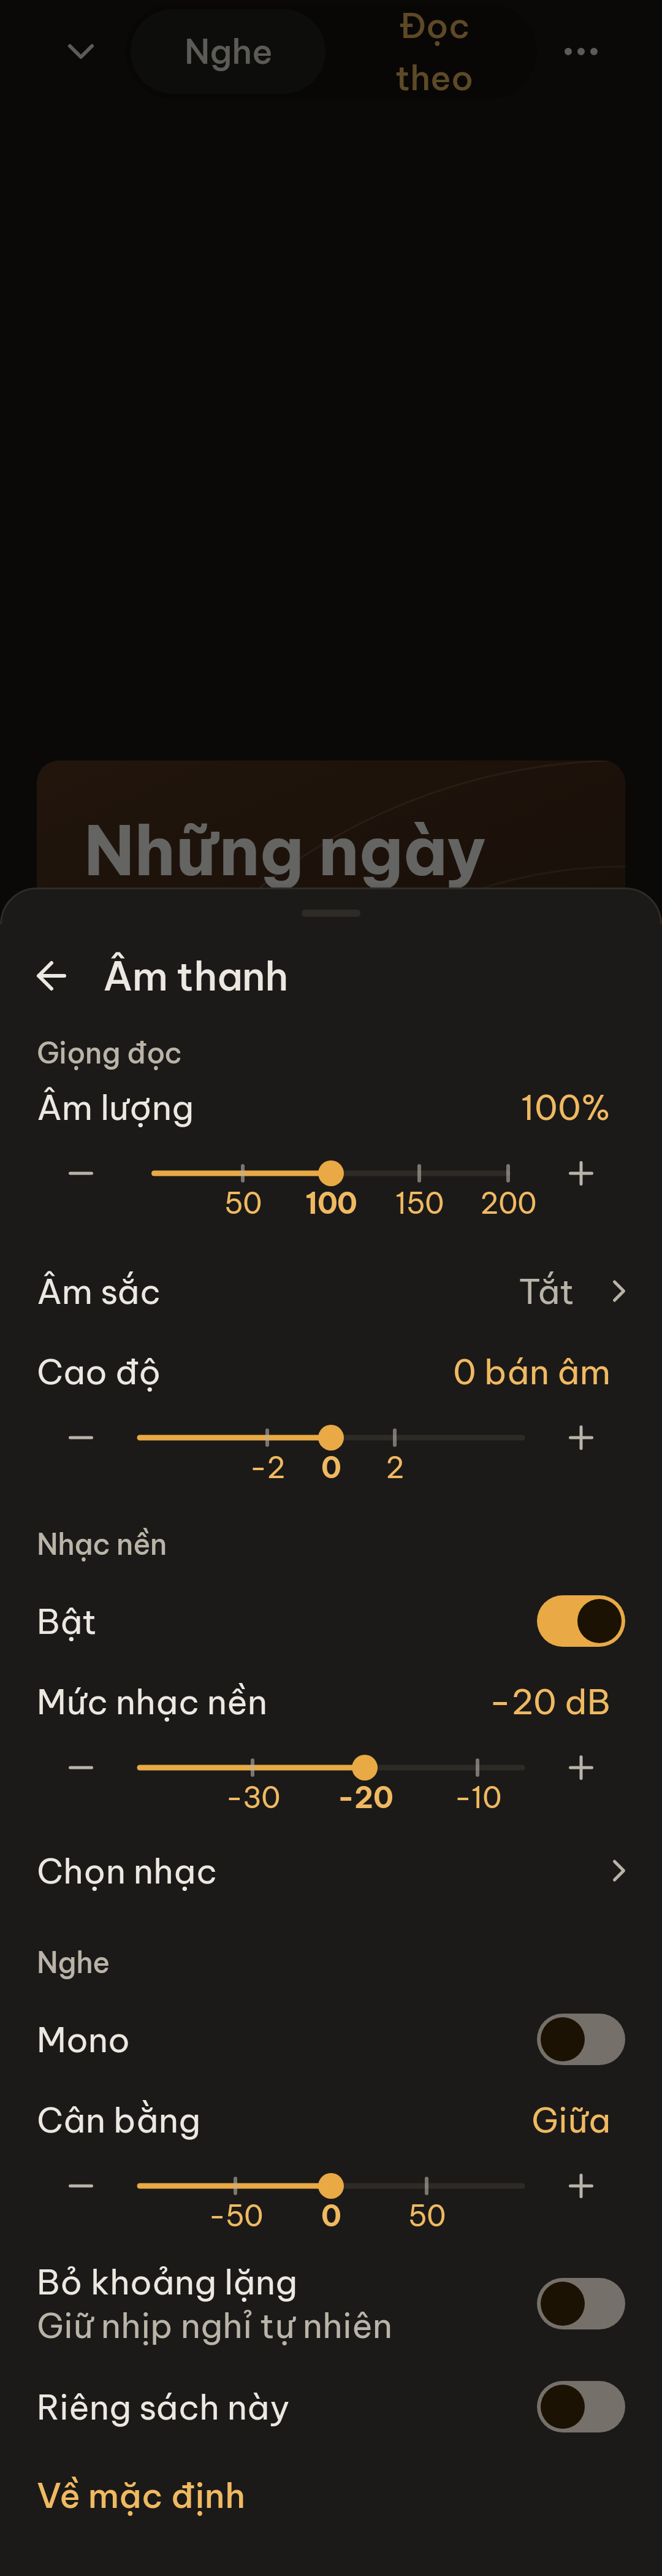 Nghe
Đọc
theo
Những ngày
Âm thanh
Giọng đọc
Âm lượng
100%
50
100
150
200
Âm sắc
Tắt
Cao độ
0 bán âm
-2
0
2
Nhạc nền
Bật
Mức nhạc nền
−20 dB
-30
-20
-10
Chọn nhạc
Nghe
Mono
Cân bằng
Giữa
-50
0
50
Bỏ khoảng lặng
Giữ nhịp nghỉ tự nhiên
Riêng sách này
Về mặc định